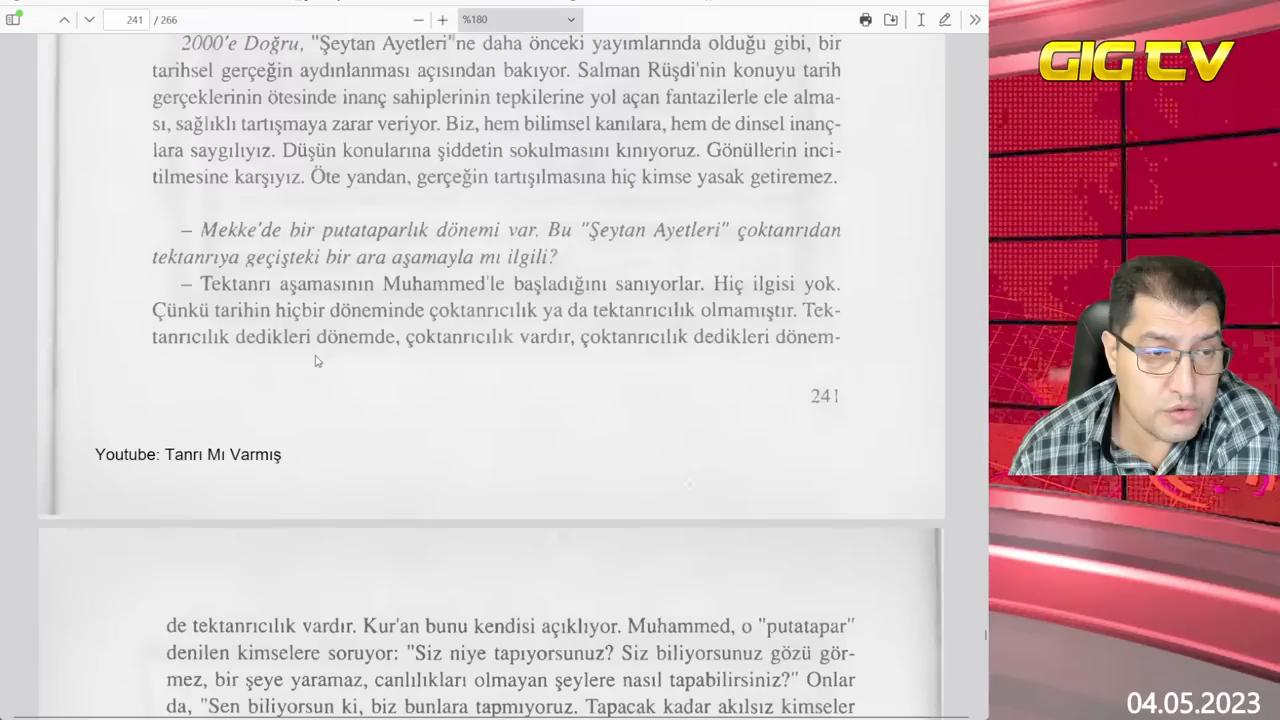 241 / 266
%180
2000'e Doğru, "Şeytan Ayetleri"ne daha önceki yayımlarında olduğu gibi, bir
tarihsel gerçeğin aydınlanması açısından bakıyor. Salman Rüşdi'nin konuyu tarih
gerçeklerinin ötesinde inanç sahiplerinin tepkilerine yol açan fantazilerle ele alma-
sı, sağlıklı tartışmaya zarar veriyor. Biz, hem bilimsel kanılara, hem de dinsel inanç-
lara saygılıyız. Düşün konularına şiddetin sokulmasını kınıyoruz. Gönüllerin inci-
tilmesine karşıyız. Öte yandan, gerçeğin tartışılmasına hiç kimse yasak getiremez.
– Mekke'de bir putataparlık dönemi var. Bu "Şeytan Ayetleri" çoktanrıdan
tektanrıya geçişteki bir ara aşamayla mı ilgili?
– Tektanrı aşamasının Muhammed'le başladığını sanıyorlar. Hiç ilgisi yok.
Çünkü tarihin hiçbir döneminde çoktanrıcılık ya da tektanrıcılık olmamıştır. Tek-
tanrıcılık dedikleri dönemde, çoktanrıcılık vardır, çoktanrıcılık dedikleri dönem-
241
Youtube: Tanrı Mı Varmış
de tektanrıcılık vardır. Kur'an bunu kendisi açıklıyor. Muhammed, o "putatapar"
denilen kimselere soruyor: "Siz niye tapıyorsunuz? Siz biliyorsunuz gözü gör-
mez, bir şeye yaramaz, canlılıkları olmayan şeylere nasıl tapabilirsiniz?" Onlar
da, "Sen biliyorsun ki, biz bunlara tapmıyoruz. Tapacak kadar akılsız kimseler
GIG TV
04.05.2023